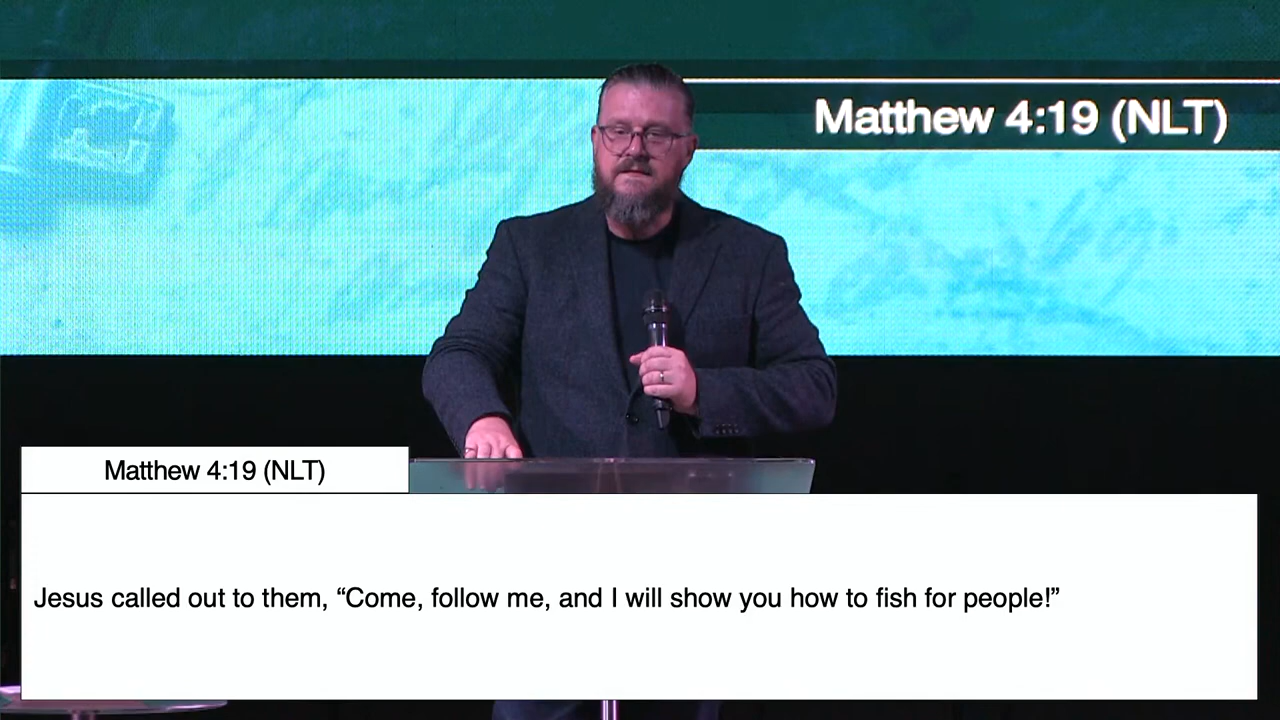 Matthew 4:19 (NLT)
Matthew 4:19 (NLT)
Jesus called out to them, “Come, follow me, and I will show you how to fish for people!”